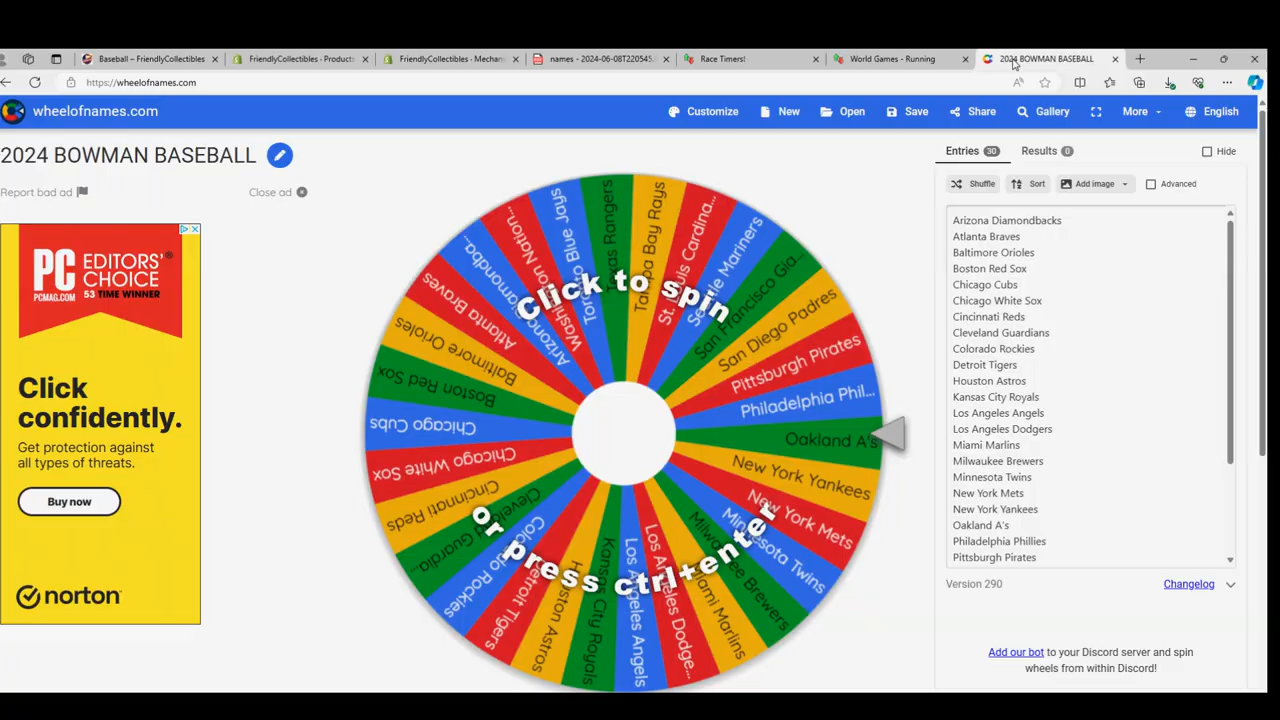 Baseball – FriendlyCollectibles
FriendlyCollectibles · Products
FriendlyCollectibles · Mechan
names - 2024-06-08T220545.
Race Timers!
World Games - Running
2024 BOWMAN BASEBALL
https://wheelofnames.com
wheelofnames.com
Customize
New
Open
Save
Share
Gallery
More
English
2024 BOWMAN BASEBALL
Report bad ad
Close ad
PC
PCMAG.COM
EDITORS'
CHOICE
53 TIME WINNER
Click
confidently.
Get protection against
all types of threats.
Buy now
norton
Click to spin
or press ctrl+enter
Texas Rangers
Tampa Bay Rays
St. Louis Cardina...
Seattle Mariners
San Francisco Gia...
San Diego Padres
Pittsburgh Pirates
Philadelphia Phil...
Oakland A's
New York Yankees
New York Mets
Minnesota Twins
Milwaukee Brewers
Miami Marlins
Los Angeles Dodge...
Los Angeles Angels
Kansas City Royals
Houston Astros
Detroit Tigers
Colorado Rockies
Cleveland Guardia...
Cincinnati Reds
Chicago White Sox
Chicago Cubs
Boston Red Sox
Baltimore Orioles
Atlanta Braves
Arizona Diamondba...
Washington Nation...
Toronto Blue Jays
Entries 30
Results 0
Hide
Shuffle
Sort
Add image
Advanced
Arizona Diamondbacks
Atlanta Braves
Baltimore Orioles
Boston Red Sox
Chicago Cubs
Chicago White Sox
Cincinnati Reds
Cleveland Guardians
Colorado Rockies
Detroit Tigers
Houston Astros
Kansas City Royals
Los Angeles Angels
Los Angeles Dodgers
Miami Marlins
Milwaukee Brewers
Minnesota Twins
New York Mets
New York Yankees
Oakland A's
Philadelphia Phillies
Pittsburgh Pirates
Version 290
Changelog
Add our bot to your Discord server and spin
wheels from within Discord!